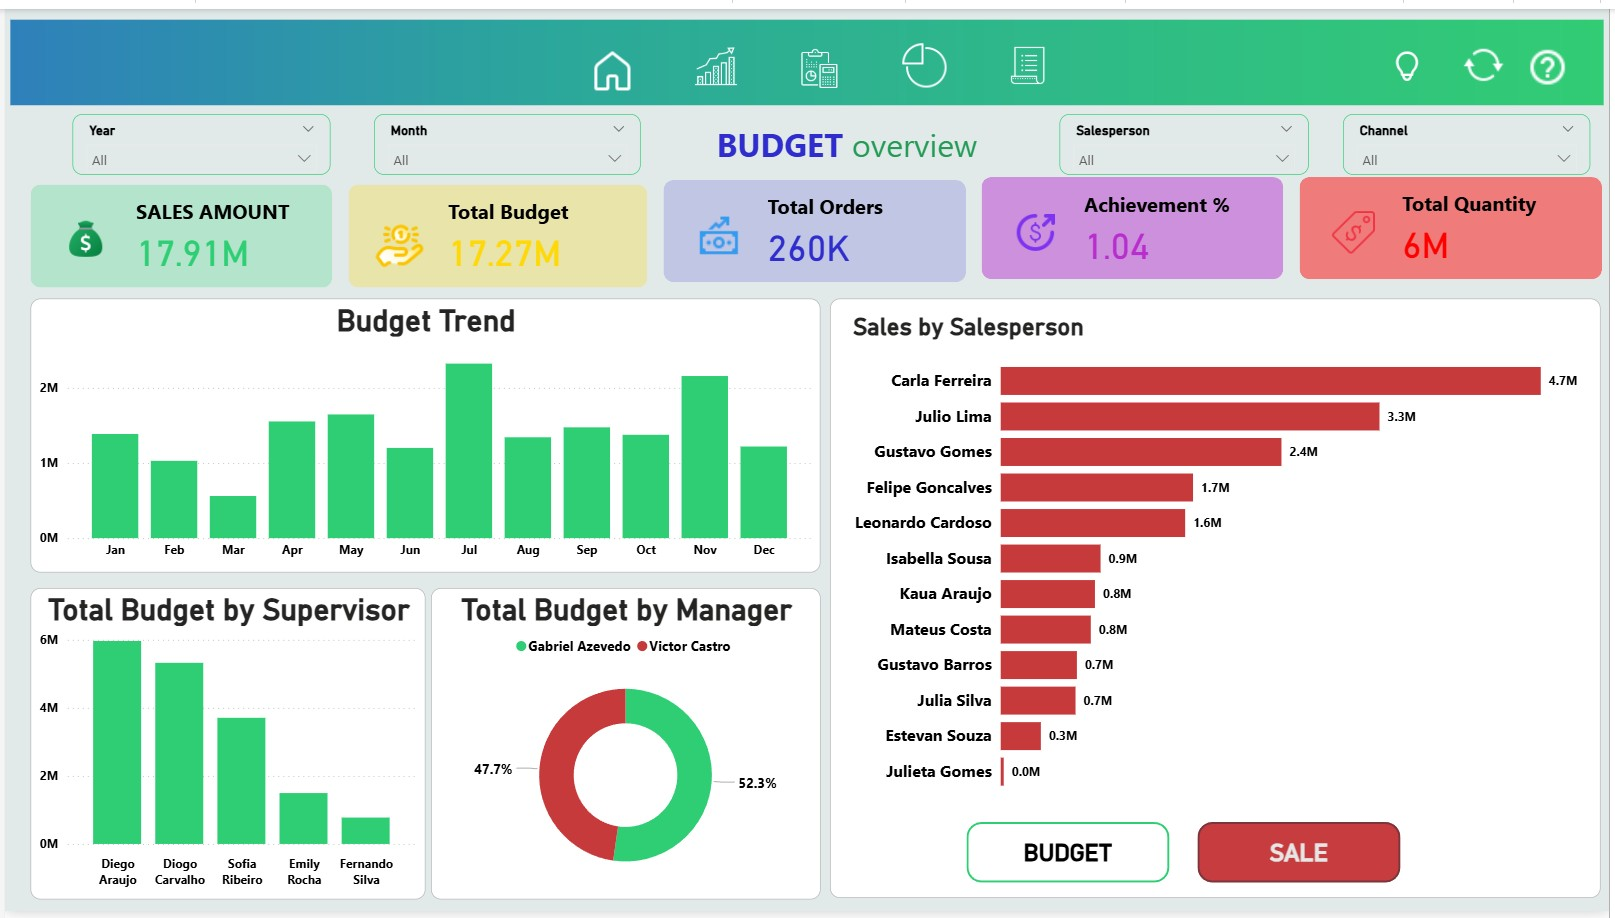 Year
All
Month
All
BUDGET overview
Salesperson
All
Channel
All
SALES AMOUNT
17.91M
Total Budget
17.27M
Total Orders
260K
Achievement %
1.04
Total Quantity
6M
Budget Trend
2M
1M
0M
Jan Feb Mar Apr May Jun Jul Aug Sep Oct Nov Dec
Total Budget by Supervisor
6M
4M
2M
0M
Diego Araujo
Diogo Carvalho
Sofia Ribeiro
Emily Rocha
Fernando Silva
Total Budget by Manager
Gabriel Azevedo Victor Castro
47.7%
52.3%
Sales by Salesperson
Carla Ferreira 4.7M
Julio Lima 3.3M
Gustavo Gomes 2.4M
Felipe Goncalves 1.7M
Leonardo Cardoso 1.6M
Isabella Sousa 0.9M
Kaua Araujo 0.8M
Mateus Costa 0.8M
Gustavo Barros 0.7M
Julia Silva 0.7M
Estevan Souza 0.3M
Julieta Gomes 0.0M
BUDGET
SALE